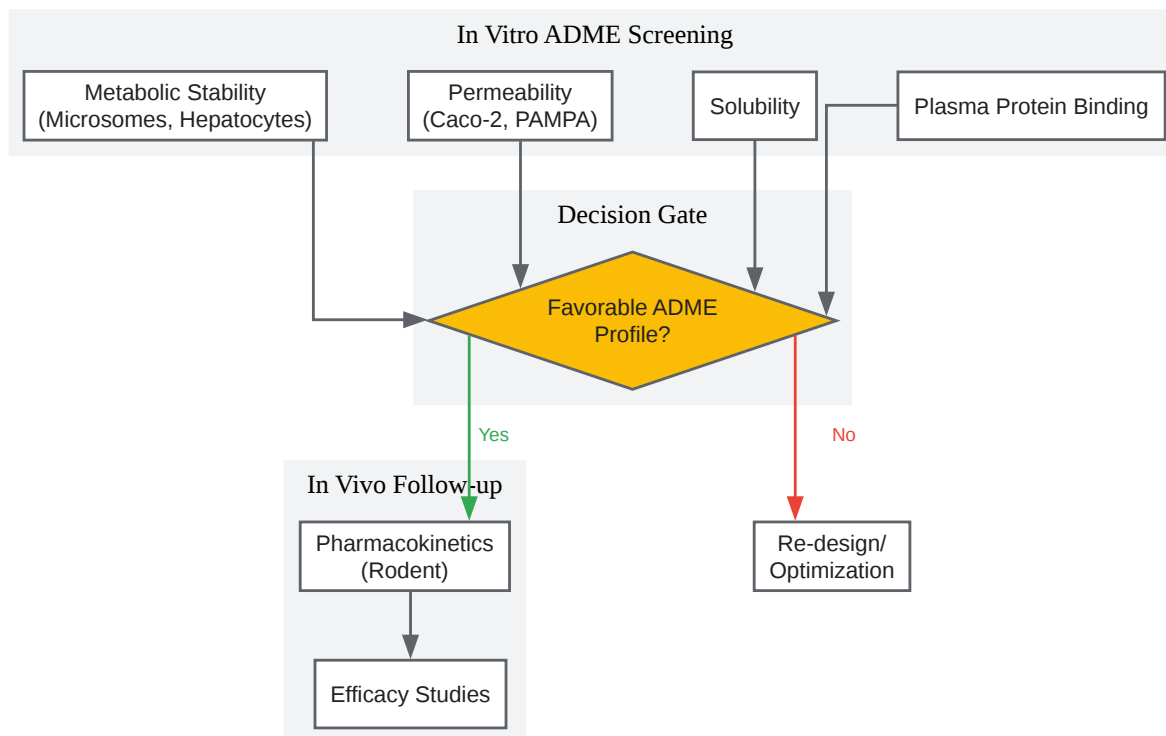 In Vitro ADME Screening
Metabolic Stability
(Microsomes, Hepatocytes)
Permeability
(Caco-2, PAMPA)
Solubility
Plasma Protein Binding
Decision Gate
Favorable ADME
Profile?
Yes
No
In Vivo Follow-up
Pharmacokinetics
(Rodent)
Re-design/
Optimization
Efficacy Studies